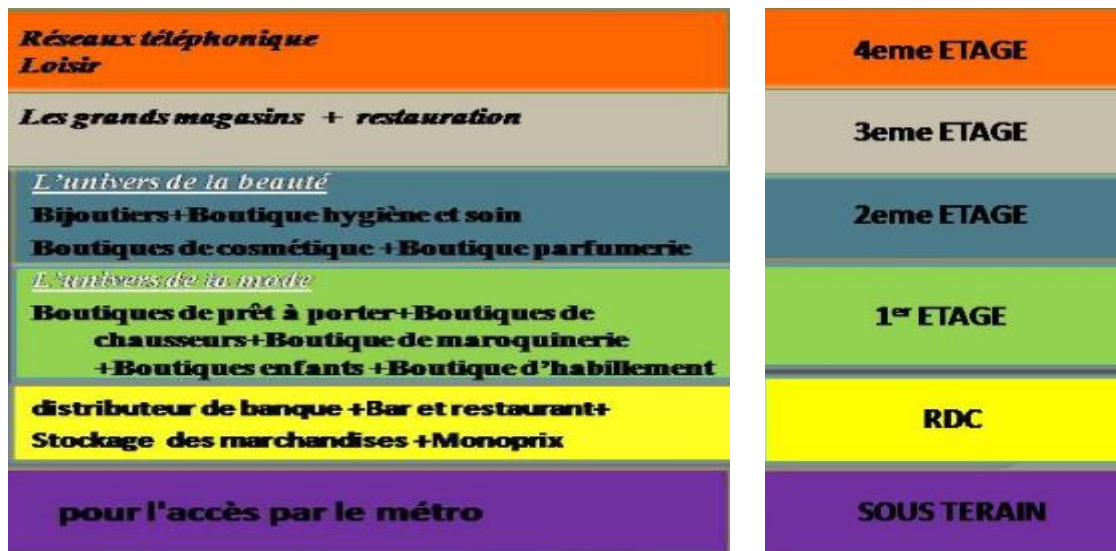 Réseaux téléphonique
Loisir
4eme ETAGE
Les grands magasins + restauration
3eme ETAGE
L'univers de la beauté
Bijoutiers+Boutique hygiène et soin
Boutiques de cosmétique +Boutique parfumerie
2eme ETAGE
L'univers de la mode
Boutiques de prêt à porter+Boutiques de
chausseurs+Boutique de maroquinerie
+Boutiques enfants +Boutique d'habillement
1er ETAGE
distributeur de banque +Bar et restaurant+
Stockage des marchandises +Monoprix
RDC
pour l'accès par le métro
SOUS TERAIN